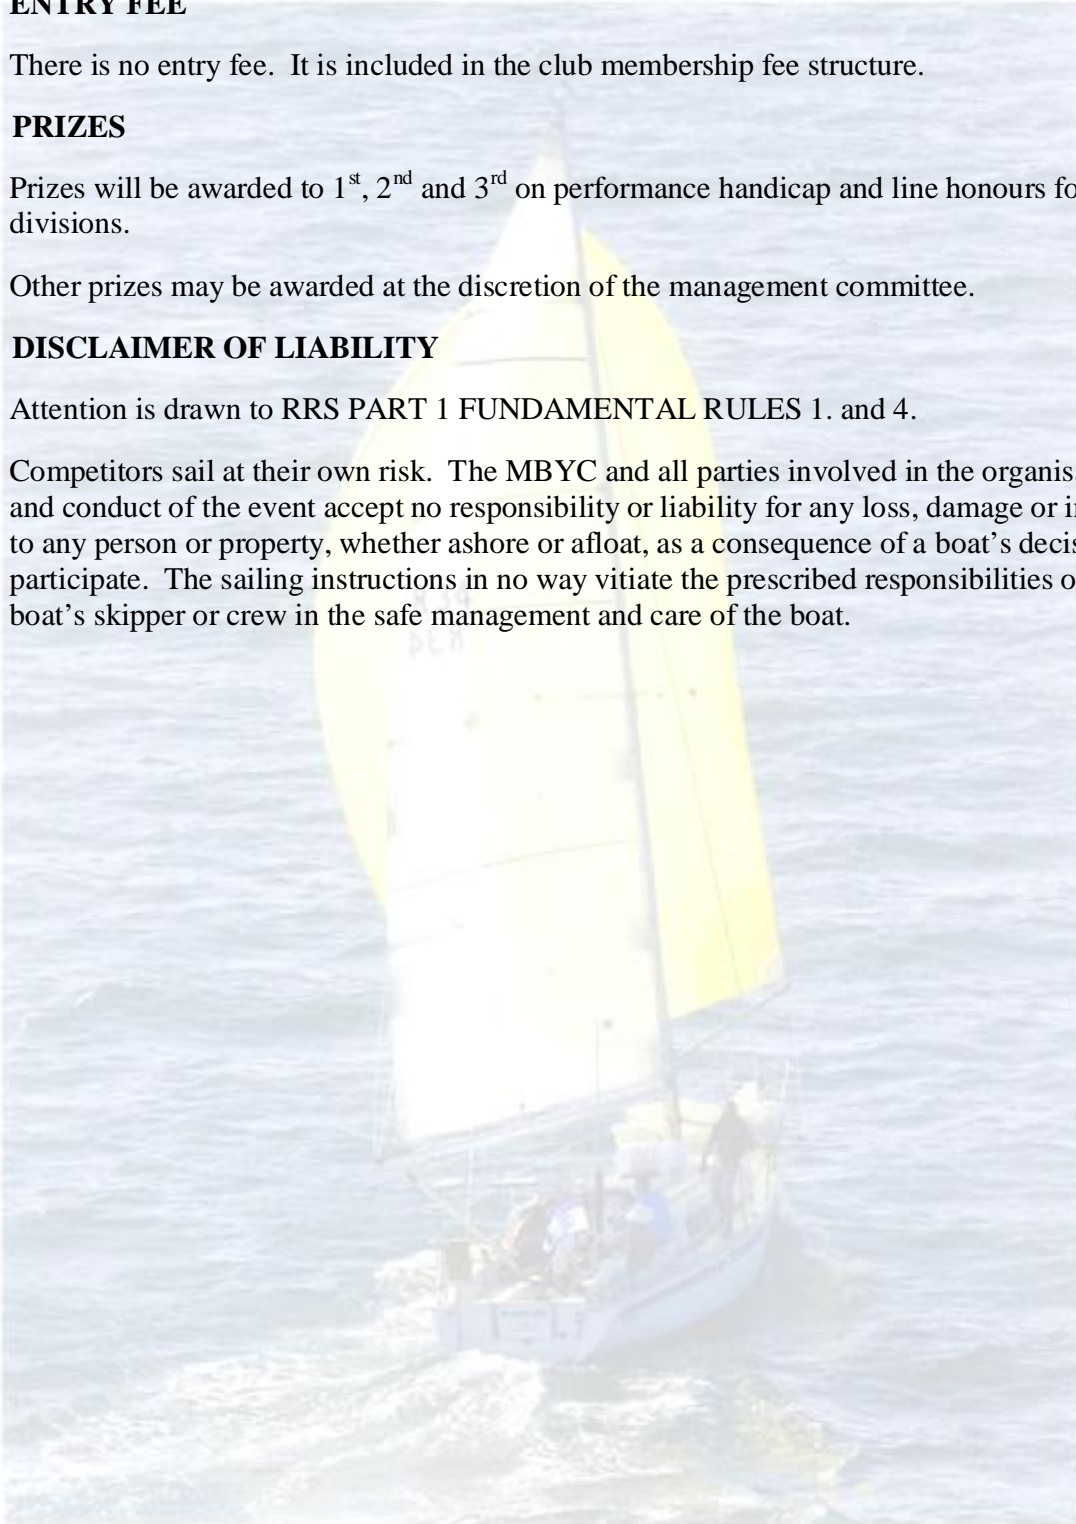 ENTRY FEE
There is no entry fee. It is included in the club membership fee structure.
PRIZES
Prizes will be awarded to 1st, 2nd and 3rd on performance handicap and line honours
divisions.
Other prizes may be awarded at the discretion of the management committee.
DISCLAIMER OF LIABILITY
Attention is drawn to RRS PART 1 FUNDAMENTAL RULES 1. and 4.
Competitors sail at their own risk. The MBYC and all parties involved in the
and conduct of the event accept no responsibility or liability for any loss, damage or
to any person or property, whether ashore or afloat, as a consequence of a boat’s
participate. The sailing instructions in no way vitiate the prescribed responsibilities
boat’s skipper or crew in the safe management and care of the boat.